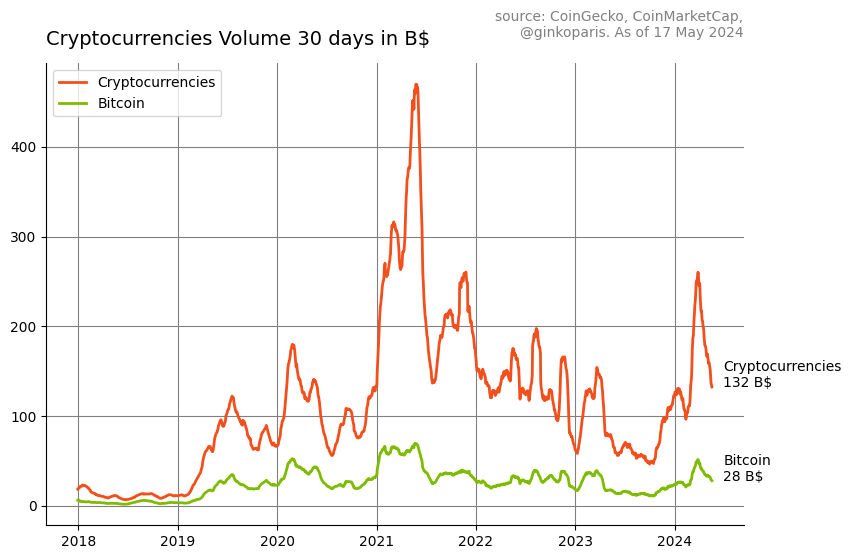 source: CoinGecko, CoinMarketCap,
@ginkoparis. As of 17 May 2024
Cryptocurrencies Volume 30 days in B$
Cryptocurrencies
Bitcoin
400
300
200
100
0
Cryptocurrencies
132 B$
Bitcoin
28 B$
2018 2019 2020 2021 2022 2023 2024